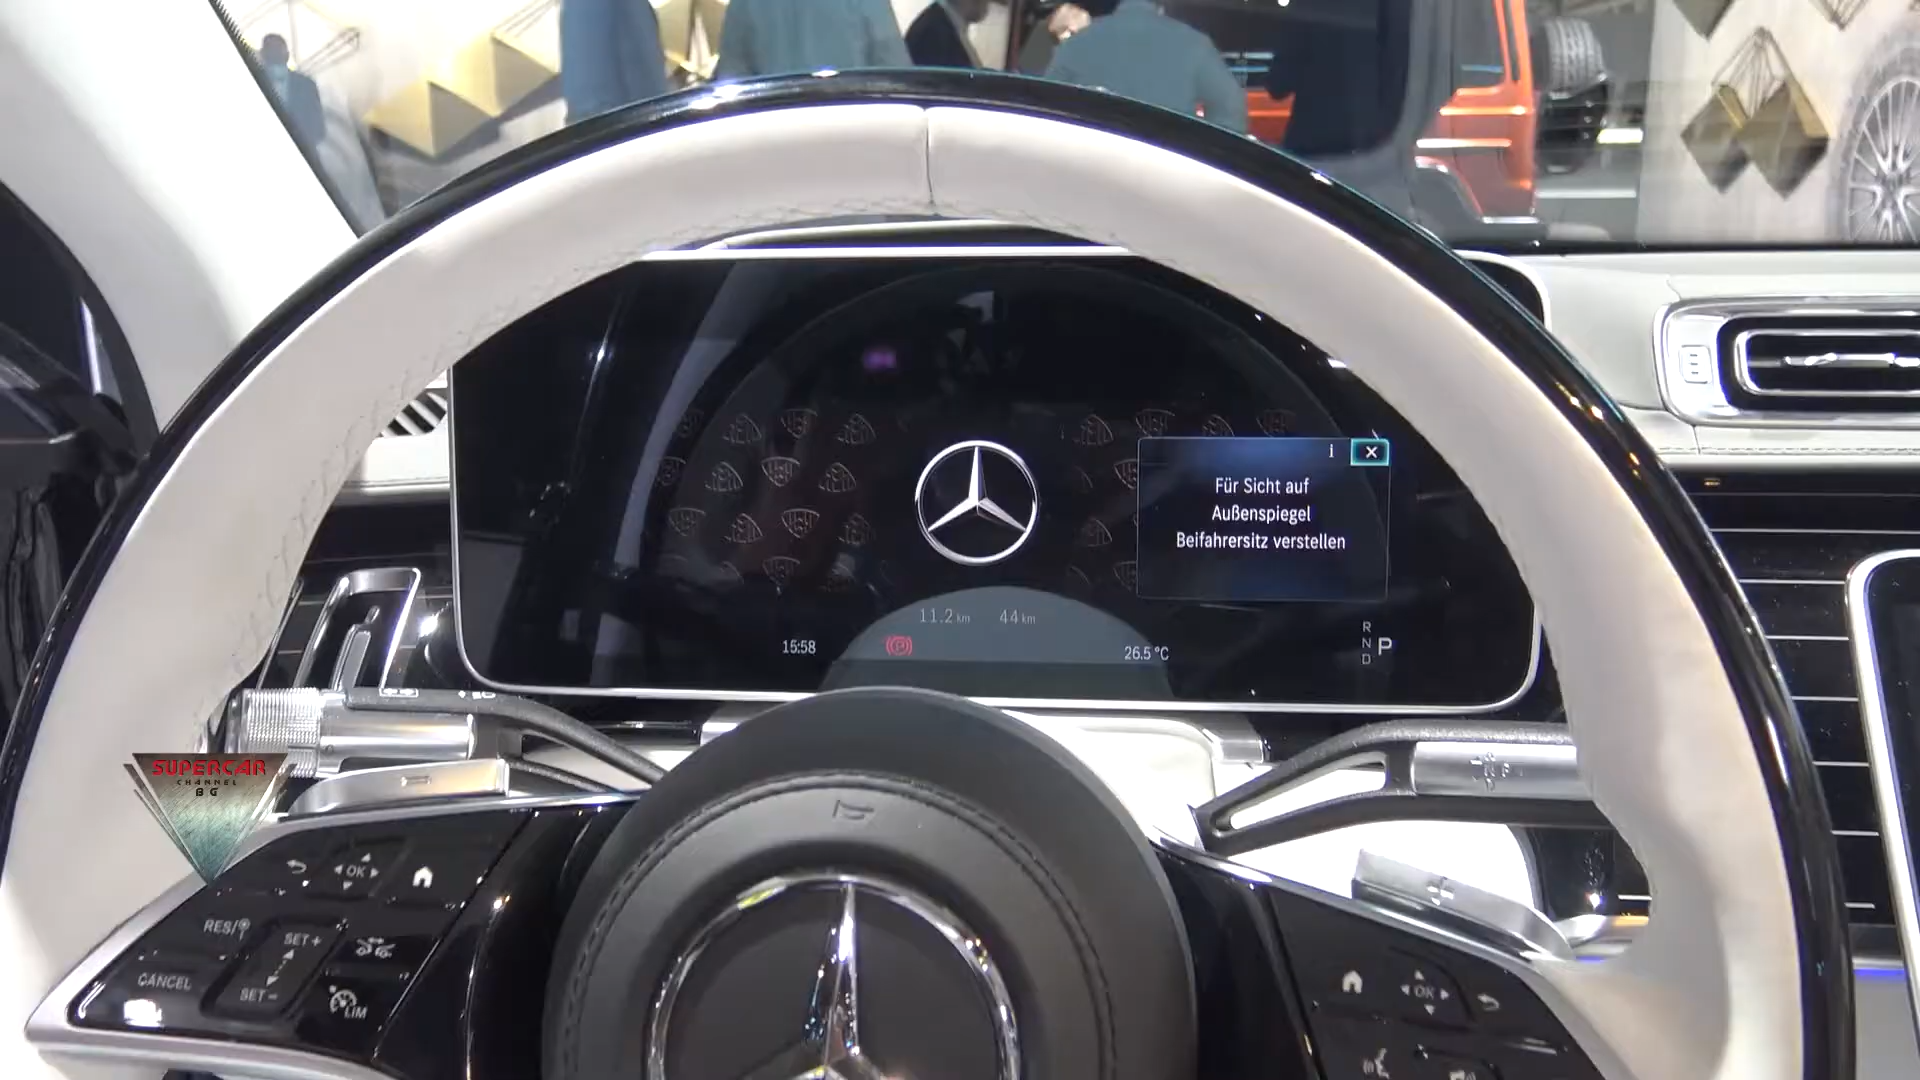 i
Für Sicht auf
Außenspiegel
Beifahrersitz verstellen
11.2 km 44 km
15:58
26.5 °C
R
N
D
P
SUPERCAR
CHANNEL
BG
OK
RES/
SET +
CANCEL
SET -
LIM
OK